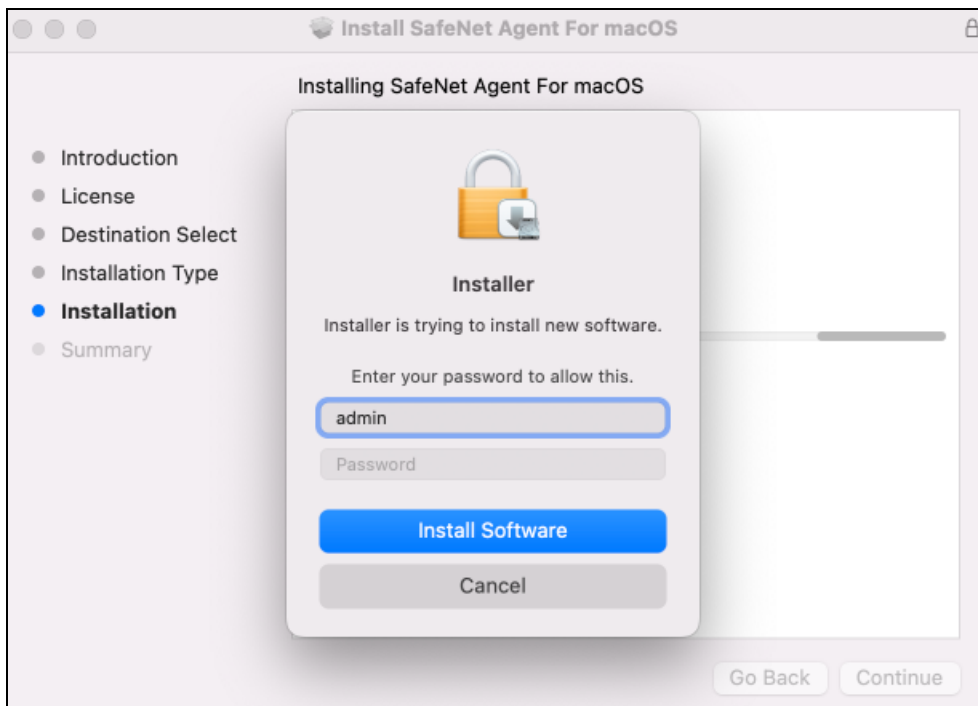 Install SafeNet Agent For macOS
Installing SafeNet Agent For macOS
Introduction
License
Destination Select
Installation Type
Installation
Summary
Installer
Installer is trying to install new software.
Enter your password to allow this.
admin
Password
Install Software
Cancel
Go Back
Continue